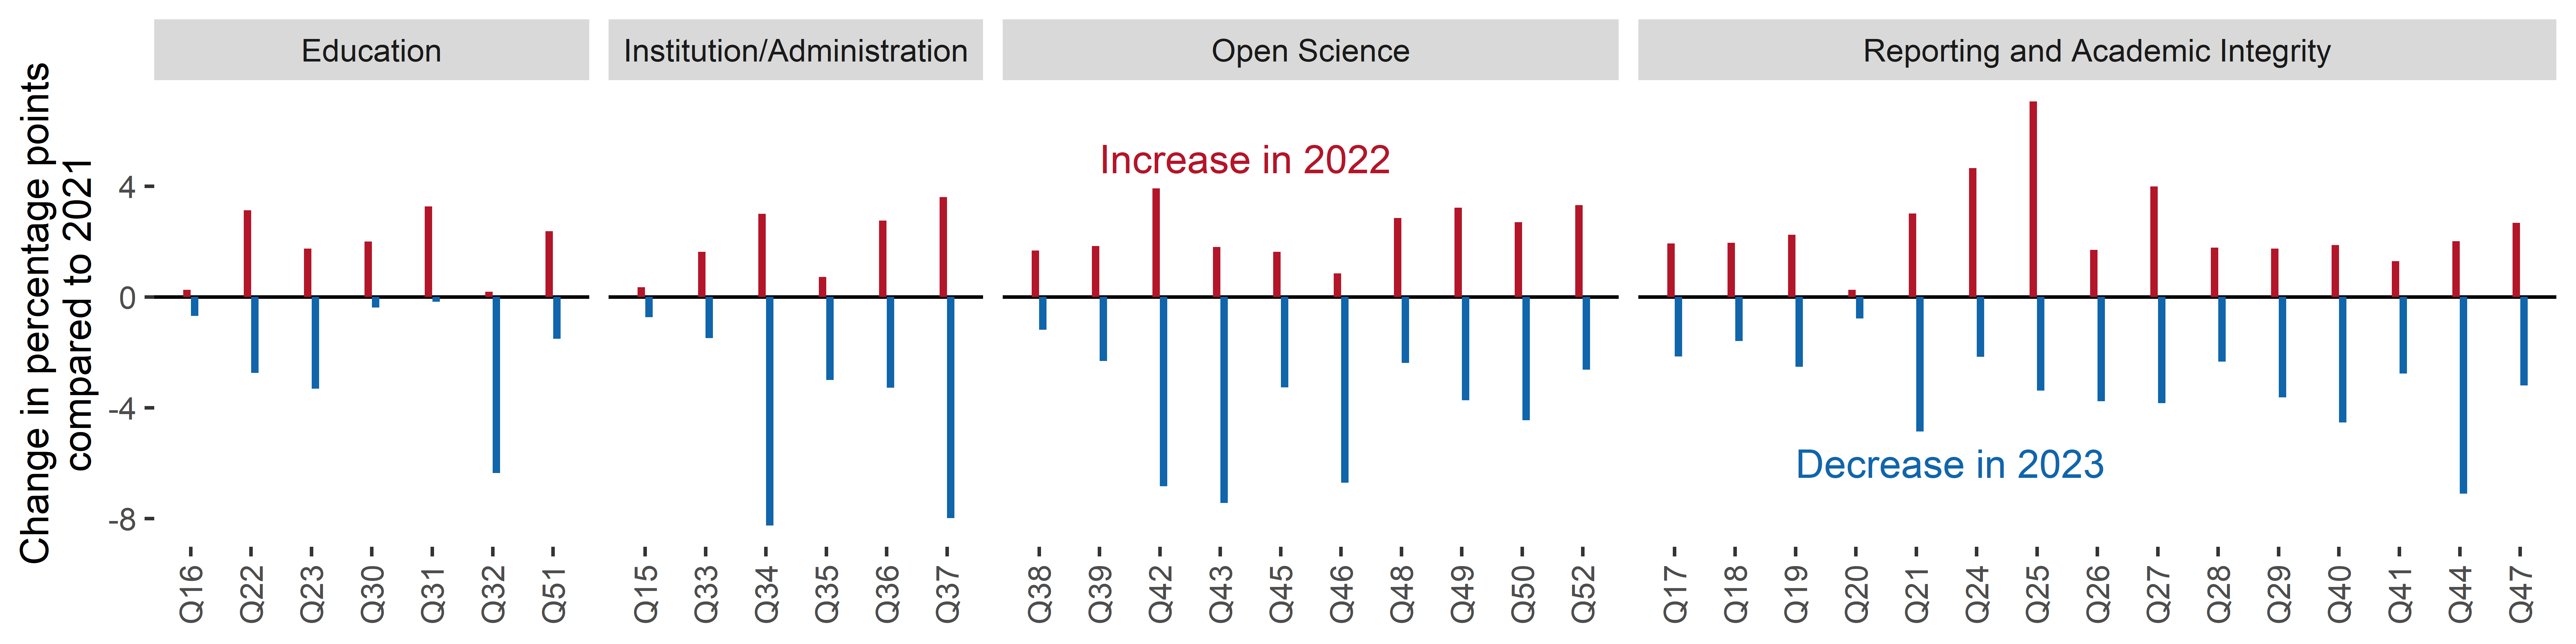 Education
Institution/Administration
Open Science
Reporting and Academic Integrity
Change in percentage points
compared to 2021
4
0
-4
-8
Increase in 2022
Decrease in 2023
Q16
Q22
Q23
Q30
Q31
Q32
Q51
Q15
Q33
Q34
Q35
Q36
Q37
Q38
Q39
Q42
Q43
Q45
Q46
Q48
Q49
Q50
Q52
Q17
Q18
Q19
Q20
Q21
Q24
Q25
Q26
Q27
Q28
Q29
Q40
Q41
Q44
Q47